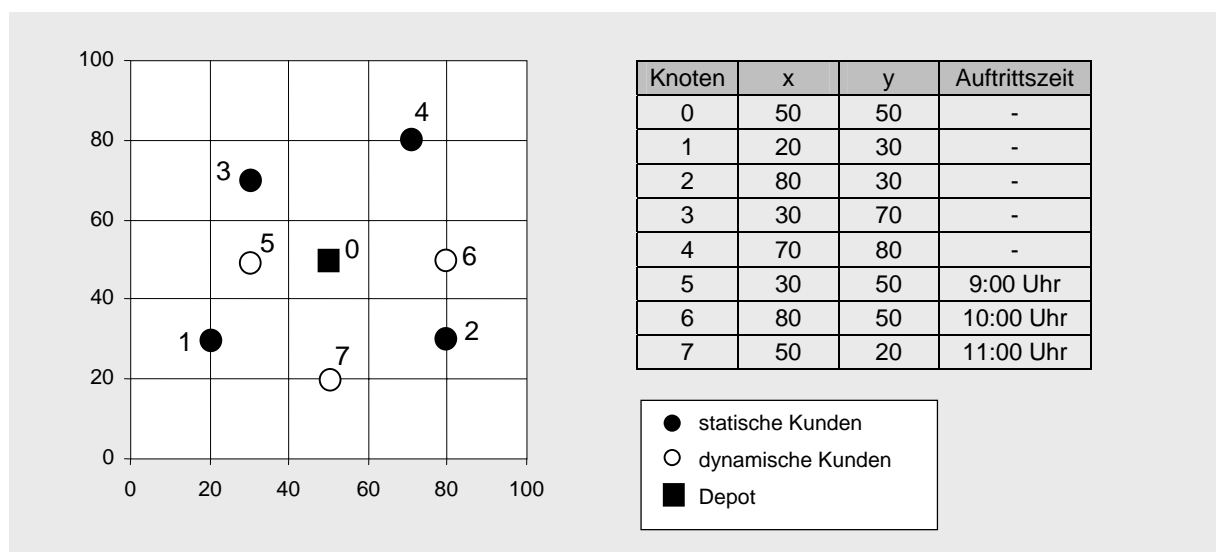 100
80
60
40
20
0
0 20 40 60 80 100
4
3
5
0
6
1
2
7
Knoten x y Auftrittszeit
0 50 50 -
1 20 30 -
2 80 30 -
3 30 70 -
4 70 80 -
5 30 50 9:00 Uhr
6 80 50 10:00 Uhr
7 50 20 11:00 Uhr
statische Kunden
dynamische Kunden
Depot